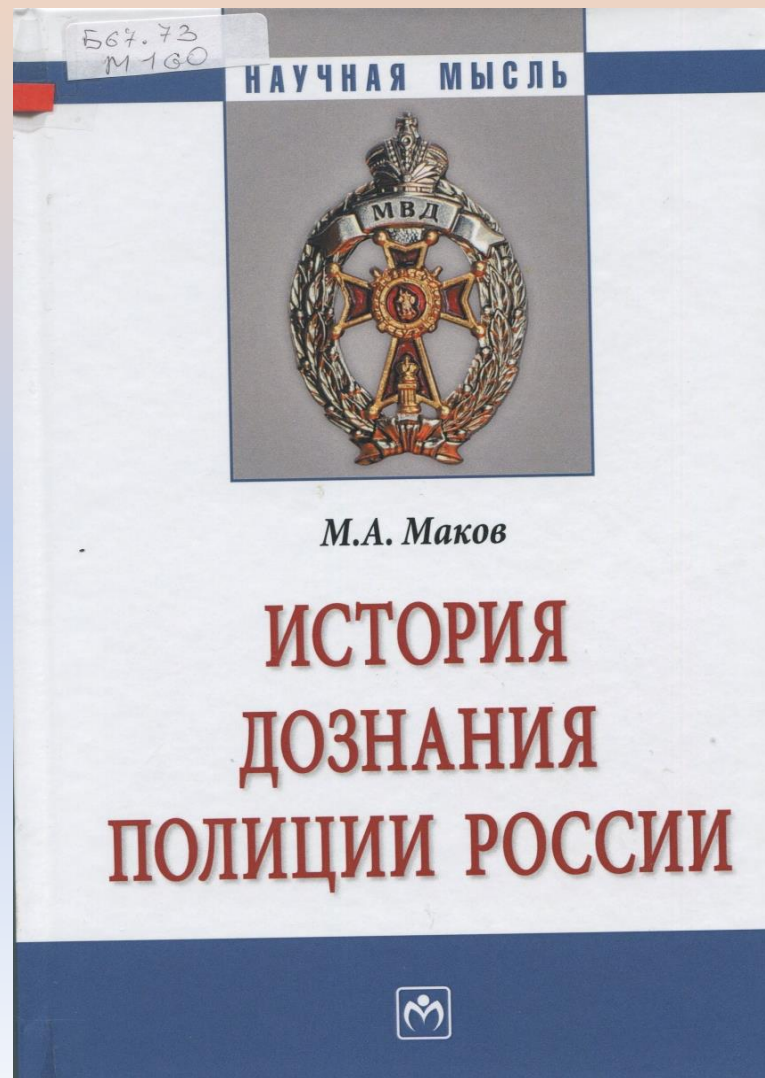 Б67.73
М160
НАУЧНАЯ МЫСЛЬ
МВД
М.А. Маков
ИСТОРИЯ
ДОЗНАНИЯ
ПОЛИЦИИ РОССИИ